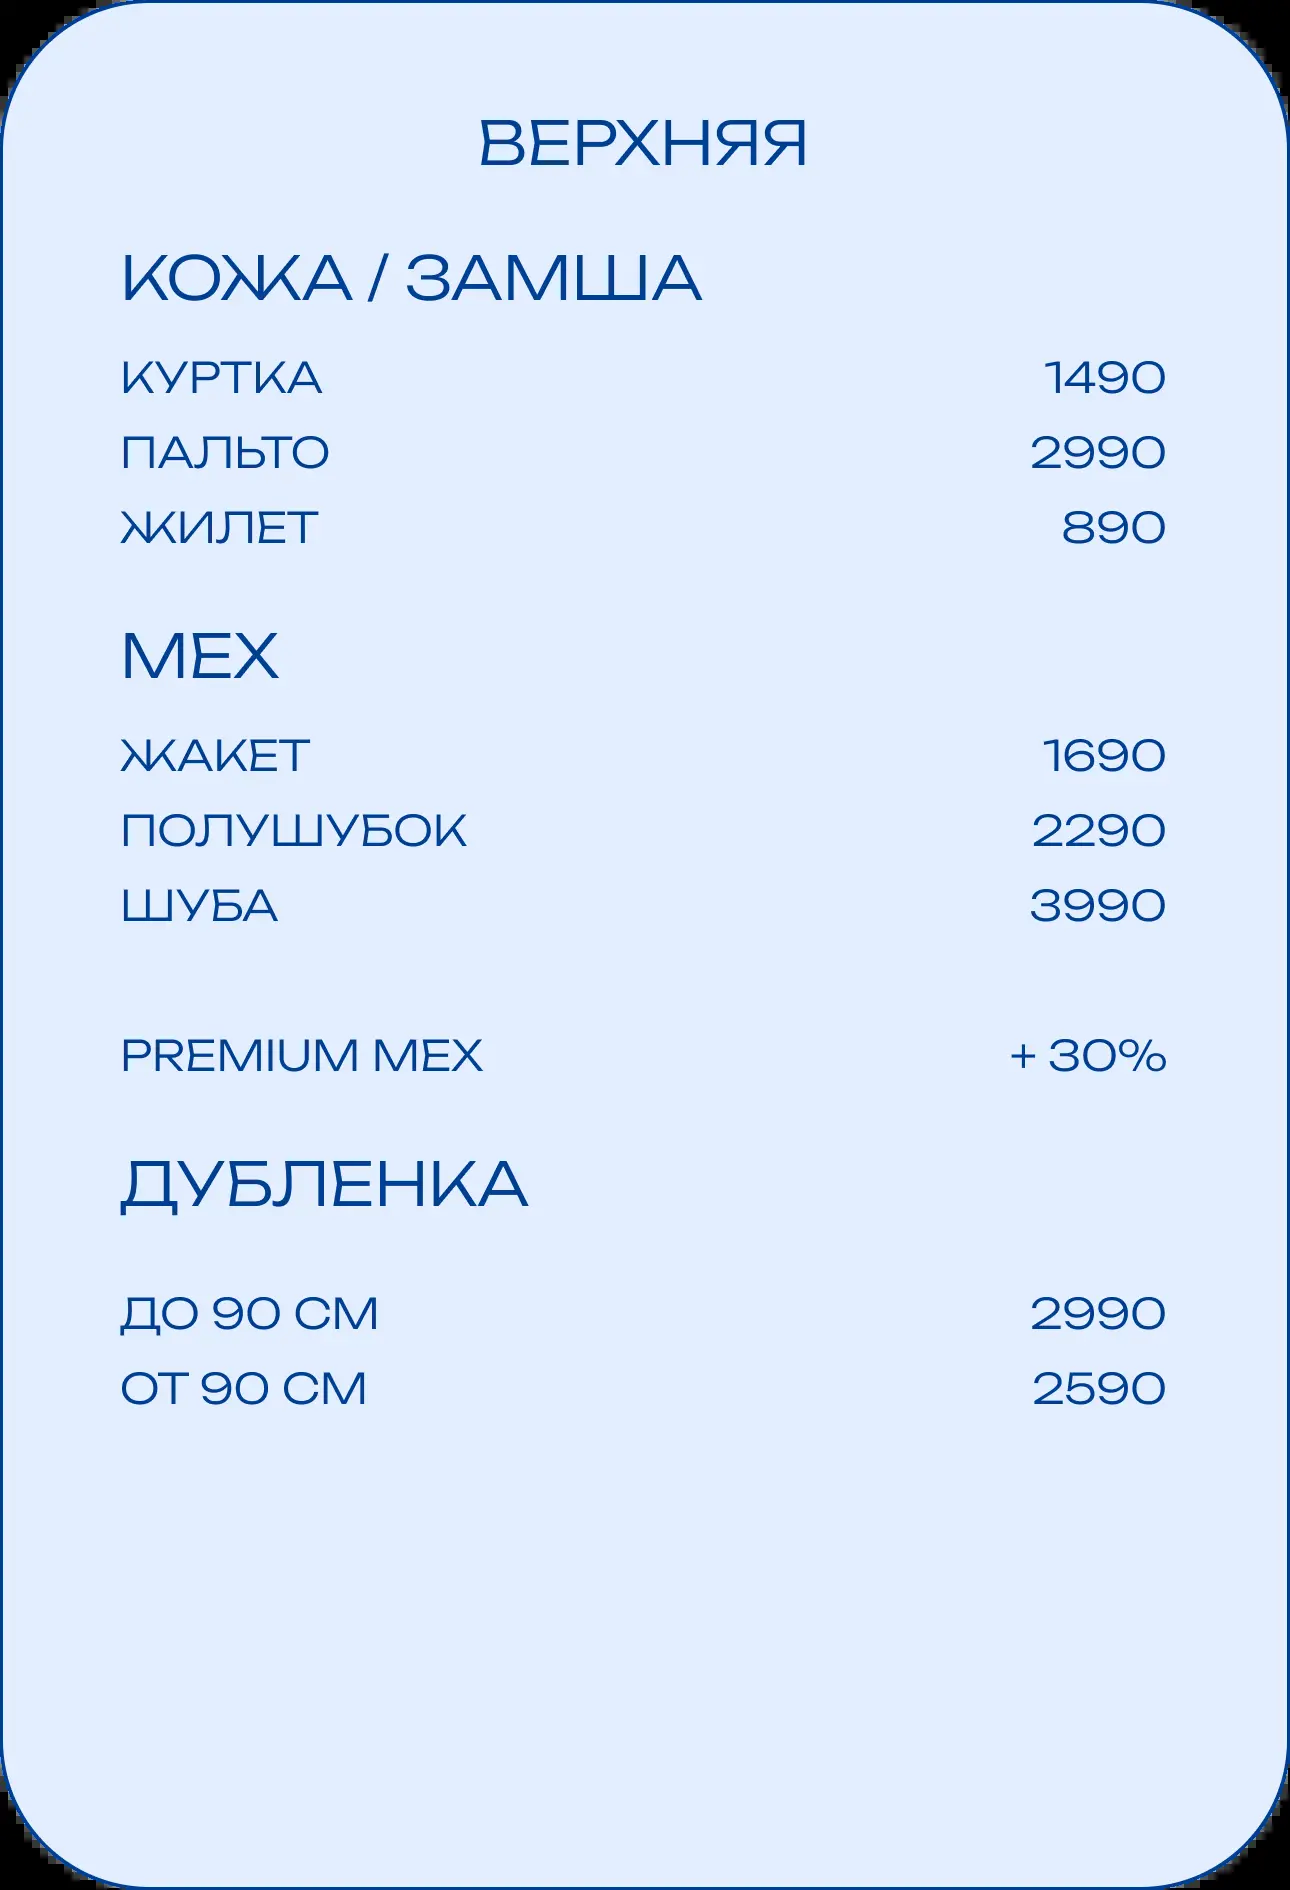 ВЕРХНЯЯ
КОЖА / ЗАМША
КУРТКА 1490
ПАЛЬТО 2990
ЖИЛЕТ 890
МЕХ
ЖАКЕТ 1690
ПОЛУШУБОК 2290
ШУБА 3990
PREMIUM МЕХ + 30%
ДУБЛЕНКА
ДО 90 СМ 2990
ОТ 90 СМ 2590